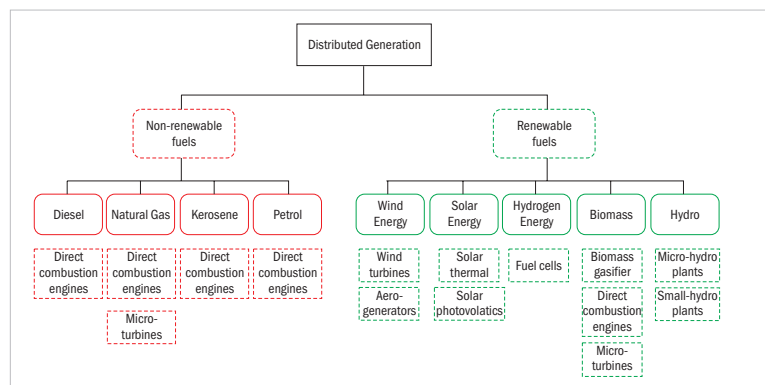 Distributed Generation
Non-renewable
fuels
Renewable
fuels
Diesel
Natural Gas
Kerosene
Petrol
Wind
Energy
Solar
Energy
Hydrogen
Energy
Biomass
Hydro
Direct
combustion
engines
Direct
combustion
engines
Direct
combustion
engines
Direct
combustion
engines
Micro-
turbines
Wind
turbines
Aero-
generators
Solar
thermal
Solar
photovolatics
Fuel cells
Biomass
gasifier
Direct
combustion
engines
Micro-
turbines
Micro-hydro
plants
Small-hydro
plants